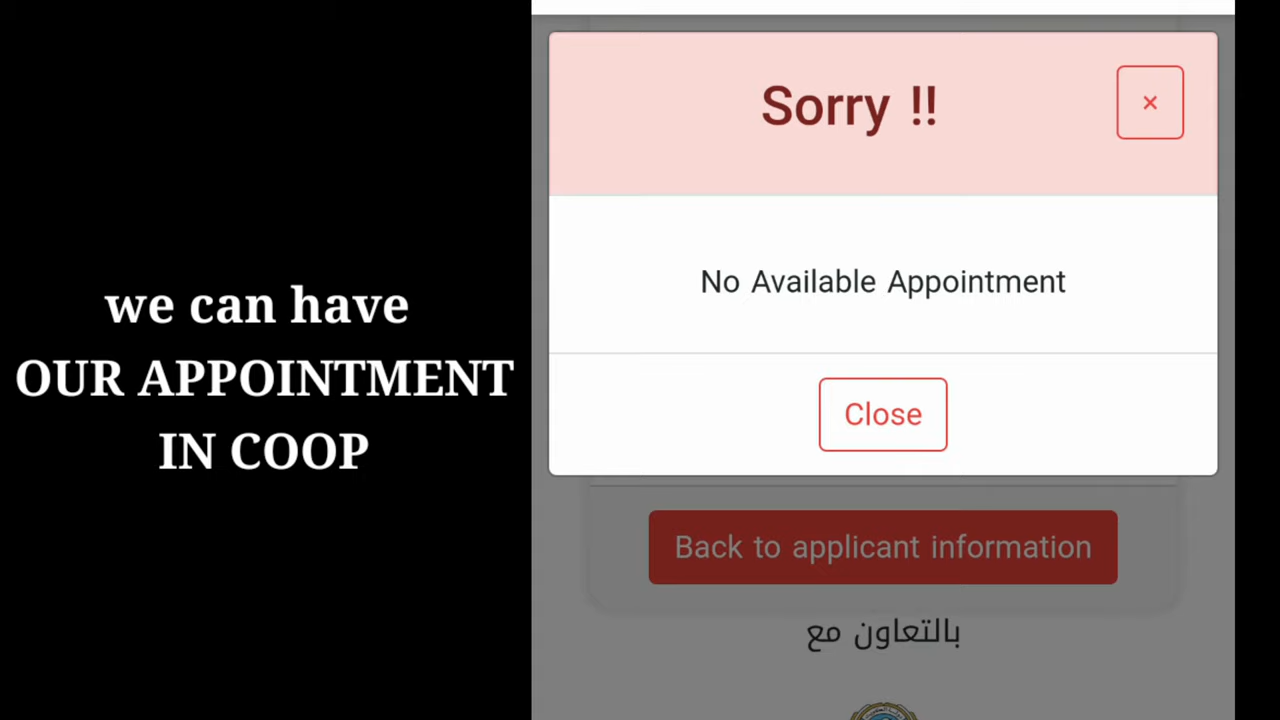 we can have
OUR APPOINTMENT
IN COOP
Sorry !!
×
No Available Appointment
Close
Back to applicant information
بالتعاون مع